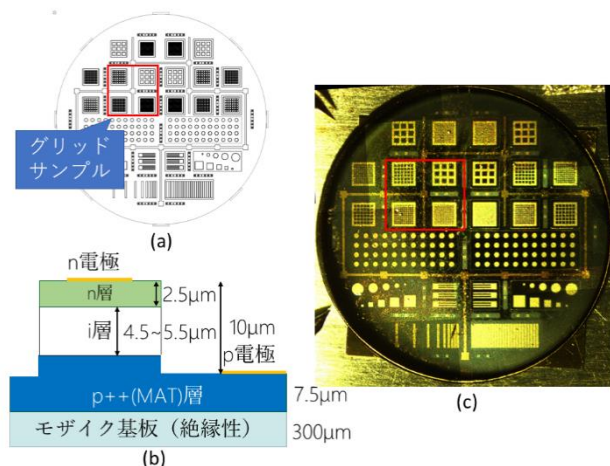 グリッド
サンプル
(a)
n電極
n層
2.5μm
i層
4.5~5.5μm
10μm
p電極
p++(MAT)層
7.5μm
モザイク基板（絶縁性）
300μm
(b)
(c)